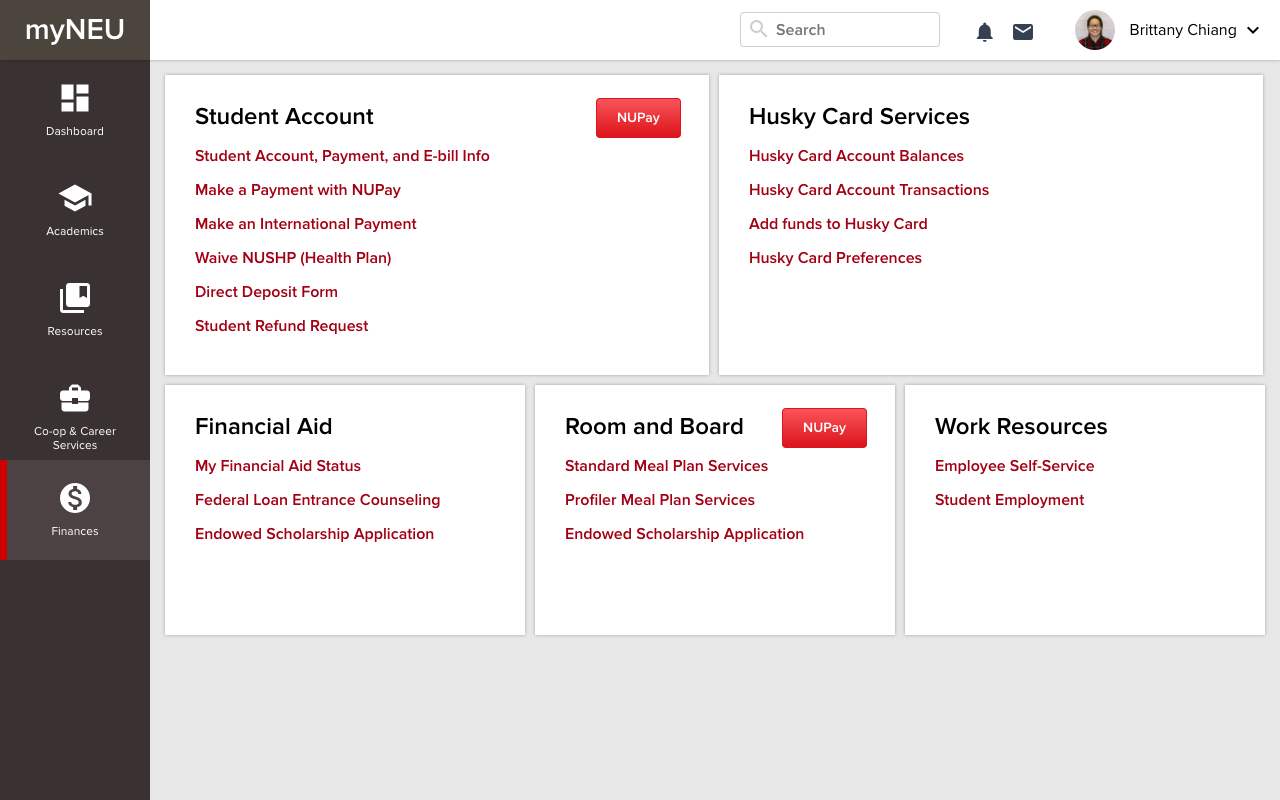 myNEU
Search
Brittany Chiang
Dashboard
Academics
Resources
Co-op & Career
Services
Finances
Student Account
NUPay
Student Account, Payment, and E-bill Info
Make a Payment with NUPay
Make an International Payment
Waive NUSHP (Health Plan)
Direct Deposit Form
Student Refund Request
Husky Card Services
Husky Card Account Balances
Husky Card Account Transactions
Add funds to Husky Card
Husky Card Preferences
Financial Aid
My Financial Aid Status
Federal Loan Entrance Counseling
Endowed Scholarship Application
Room and Board
NUPay
Standard Meal Plan Services
Profiler Meal Plan Services
Endowed Scholarship Application
Work Resources
Employee Self-Service
Student Employment